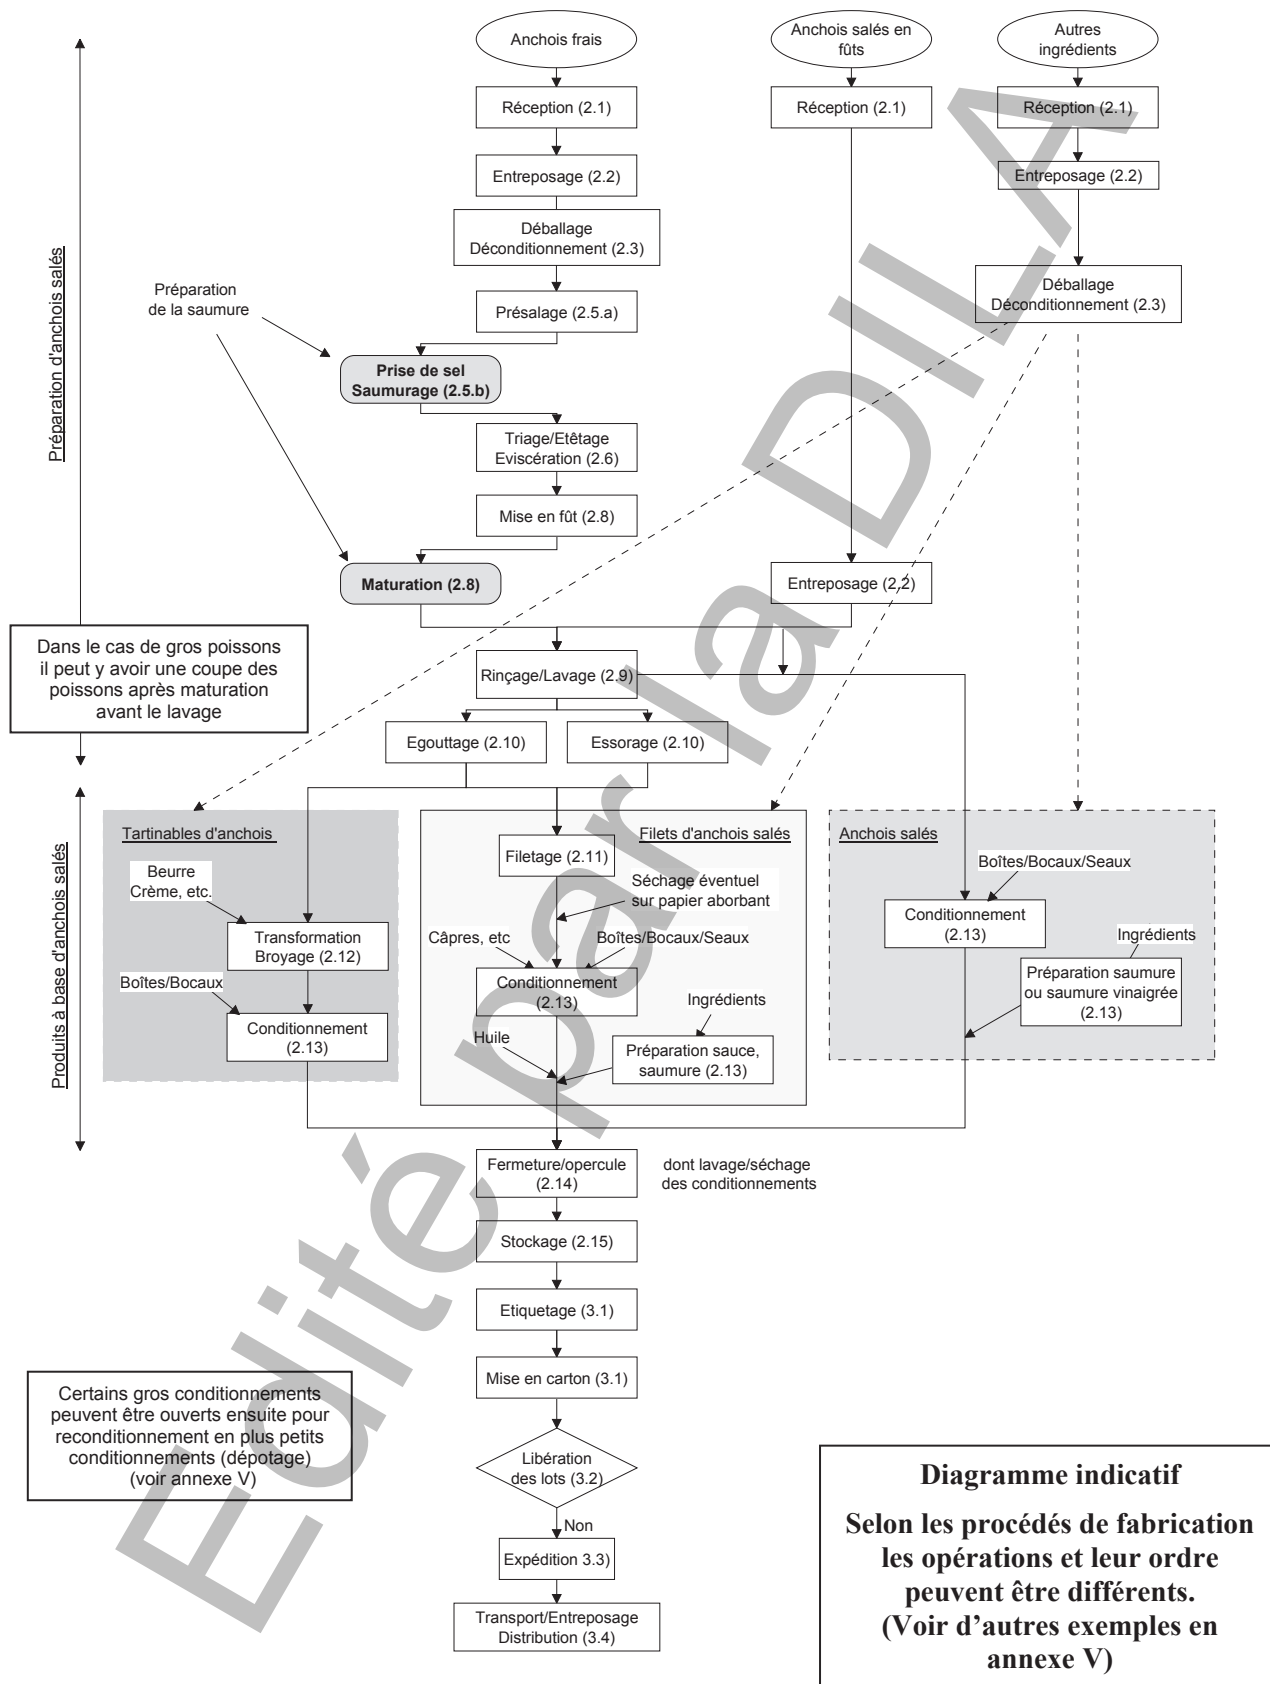 Anchois frais
Anchois salés en
fûts
Autres
ingrédients
Réception (2.1)
Réception (2.1)
Réception (2.1)
Entreposage (2.2)
Entreposage (2.2)
Déballage
Déconditionnement (2.3)
Déballage
Déconditionnement (2.3)
Préparation d'anchois salés
Préparation
de la saumure
Présalage (2.5.a)
Prise de sel
Saumurage (2.5.b)
Triage/Etêtage
Eviscération (2.6)
Mise en fût (2.8)
Maturation (2.8)
Entreposage (2.2)
Dans le cas de gros poissons
il peut y avoir une coupe des
poissons après maturation
avant le lavage
Rinçage/Lavage (2.9)
Egouttage (2.10)
Essorage (2.10)
Produits à base d'anchois salés
Tartinables d'anchois
Beurre
Crème, etc.
Transformation
Broyage (2.12)
Boîtes/Bocaux
Conditionnement
(2.13)
Filets d'anchois salés
Filetage (2.11)
Séchage éventuel
sur papier aborbant
Câpres, etc
Boîtes/Bocaux/Seaux
Conditionnement
(2.13)
Ingrédients
Huile
Préparation sauce,
saumure (2.13)
Anchois salés
Boîtes/Bocaux/Seaux
Conditionnement
(2.13)
Ingrédients
Préparation saumure
ou saumure vinaigrée
(2.13)
Fermeture/opercule
(2.14)
dont lavage/séchage
des conditionnements
Stockage (2.15)
Etiquetage (3.1)
Mise en carton (3.1)
Certains gros conditionnements
peuvent être ouverts ensuite pour
reconditionnement en plus petits
conditionnements (dépotage)
(voir annexe V)
Libération
des lots (3.2)
Non
Expédition 3.3)
Transport/Entreposage
Distribution (3.4)
Diagramme indicatif
Selon les procédés de fabrication
les opérations et leur ordre
peuvent être différents.
(Voir d'autres exemples en
annexe V)
Edité par la DILA